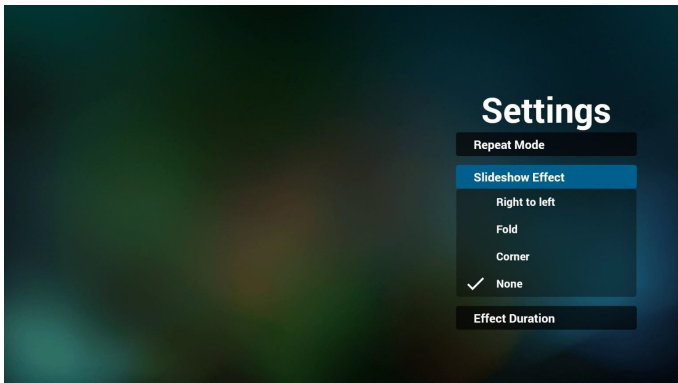 Settings
Repeat Mode
Slideshow Effect
Right to left
Fold
Corner
None
Effect Duration